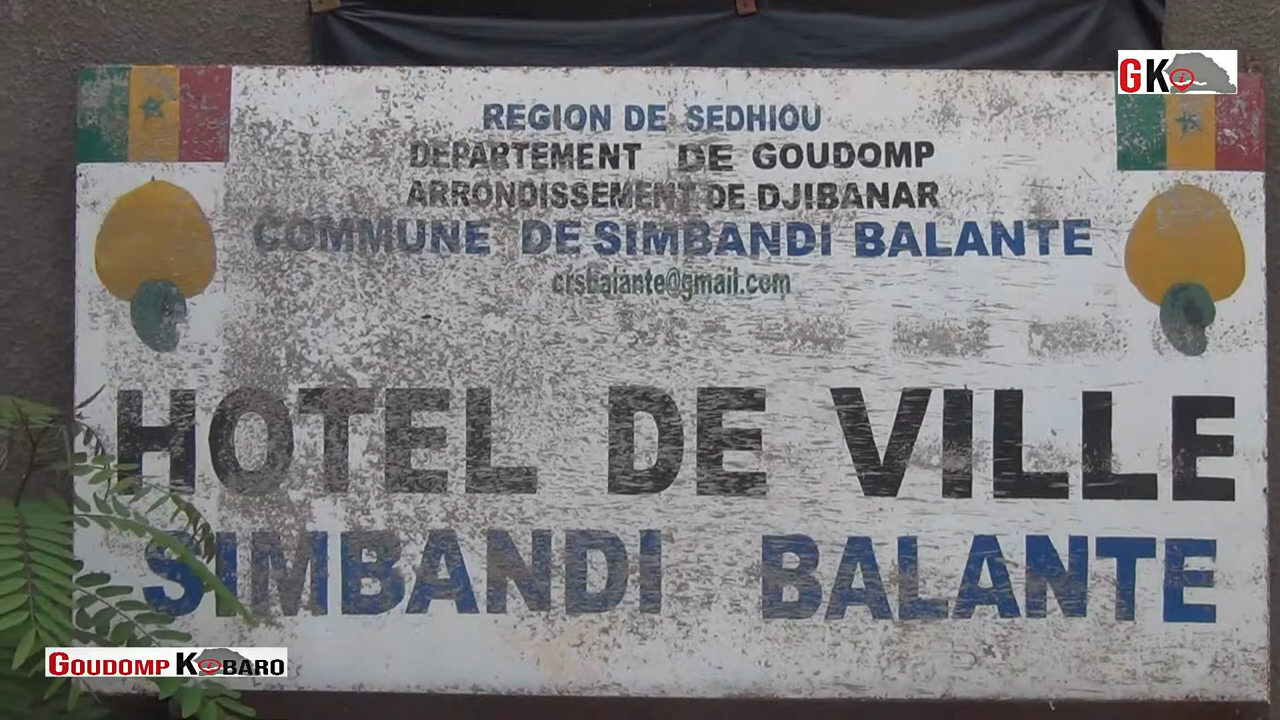 GK
REGION DE SEDHIOU
DEPARTEMENT DE GOUDOMP
ARRONDISSEMENT DE DJIBANAR
COMMUNE DE SIMBANDI BALANTE
crsbalante@gmail.com
HOTEL DE VILLE
SIMBANDI BALANTE
GOUDOMP KOBARO